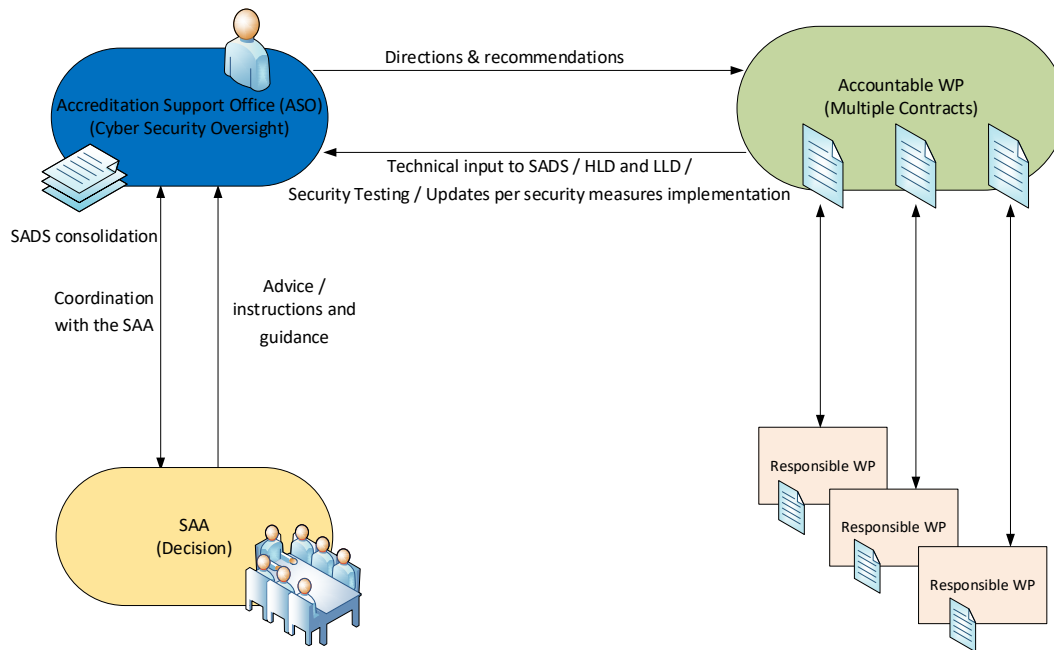 Directions & recommendations
Accreditation Support Office (ASO)
(Cyber Security Oversight)
Accountable WP
(Multiple Contracts)
Technical input to SADS / HLD and LLD /
Security Testing / Updates per security measures implementation
SADS consolidation
Coordination
with the SAA
Advice /
instructions and
guidance
SAA
(Decision)
Responsible WP
Responsible WP
Responsible WP